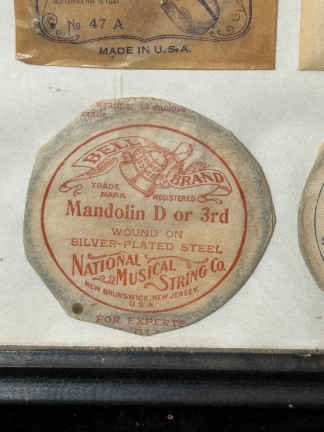 No 47 A
MADE IN U.S.A.
BELL BRAND
TRADE MARK REGISTERED
Mandolin D or 3rd
WOUND ON
SILVER-PLATED STEEL
NATIONAL MUSICAL STRING CO.
NEW BRUNSWICK, NEW JERSEY.
U.S.A.
FOR EXPERTS